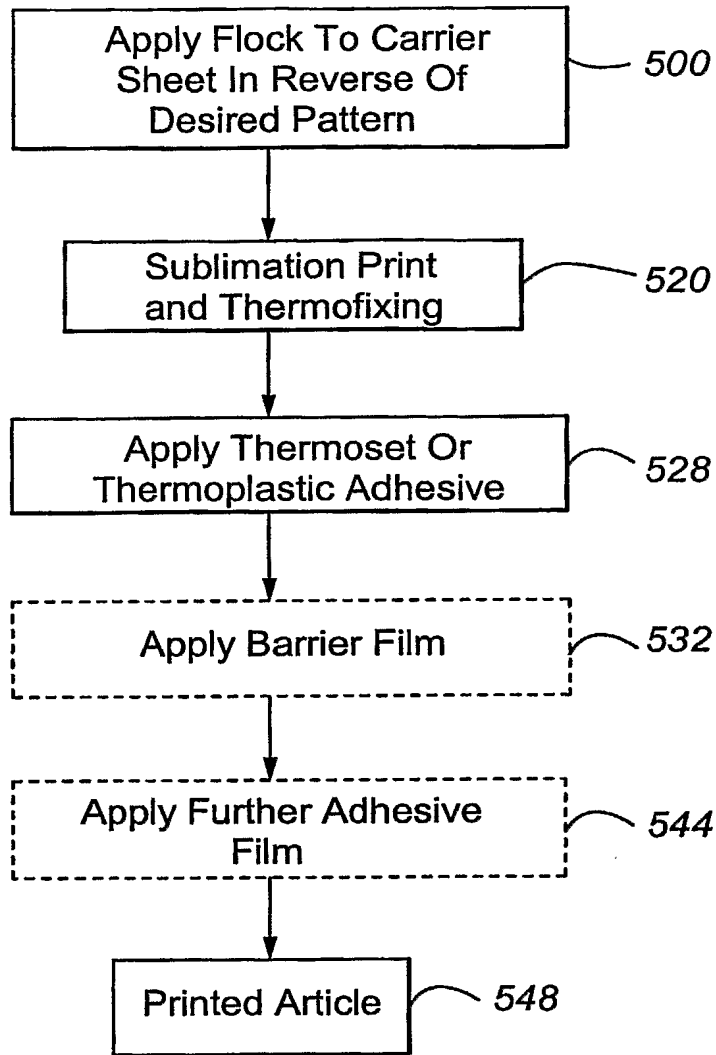 Apply Flock To Carrier
Sheet In Reverse Of
Desired Pattern
500
Sublimation Print
and Thermofixing
520
Apply Thermoset Or
Thermoplastic Adhesive
528
Apply Barrier Film
532
Apply Further Adhesive
Film
544
Printed Article
548